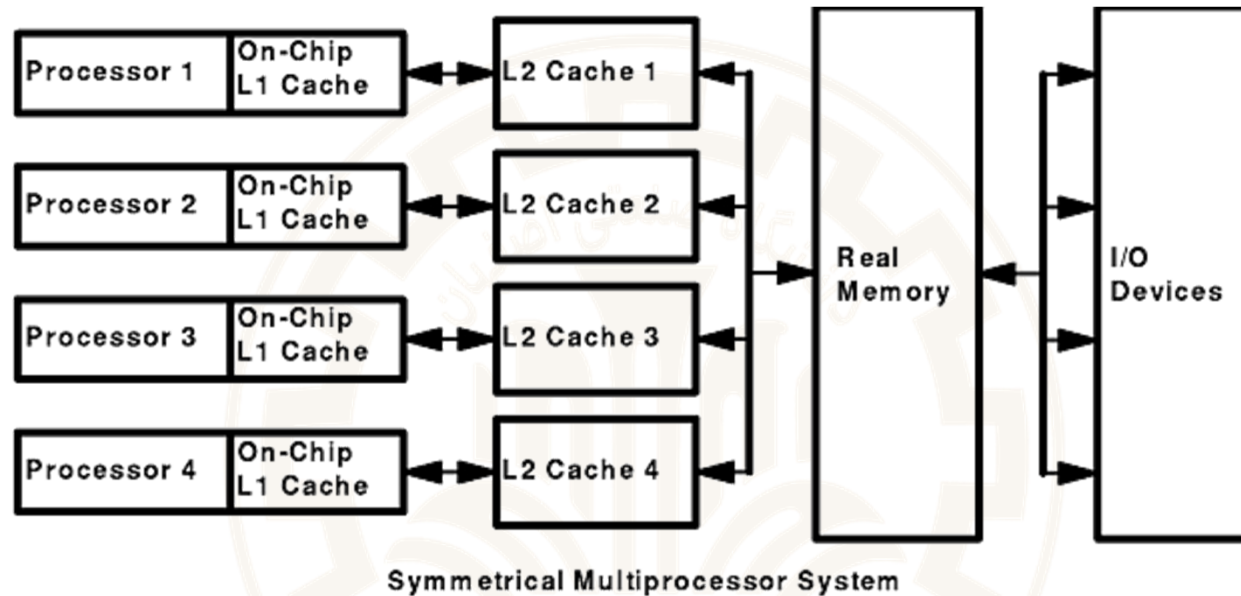 Processor 1
On-Chip
L1 Cache
L2 Cache 1
Processor 2
On-Chip
L1 Cache
L2 Cache 2
Processor 3
On-Chip
L1 Cache
L2 Cache 3
Processor 4
On-Chip
L1 Cache
L2 Cache 4
Real
Memory
I/O
Devices
Symmetrical Multiprocessor System